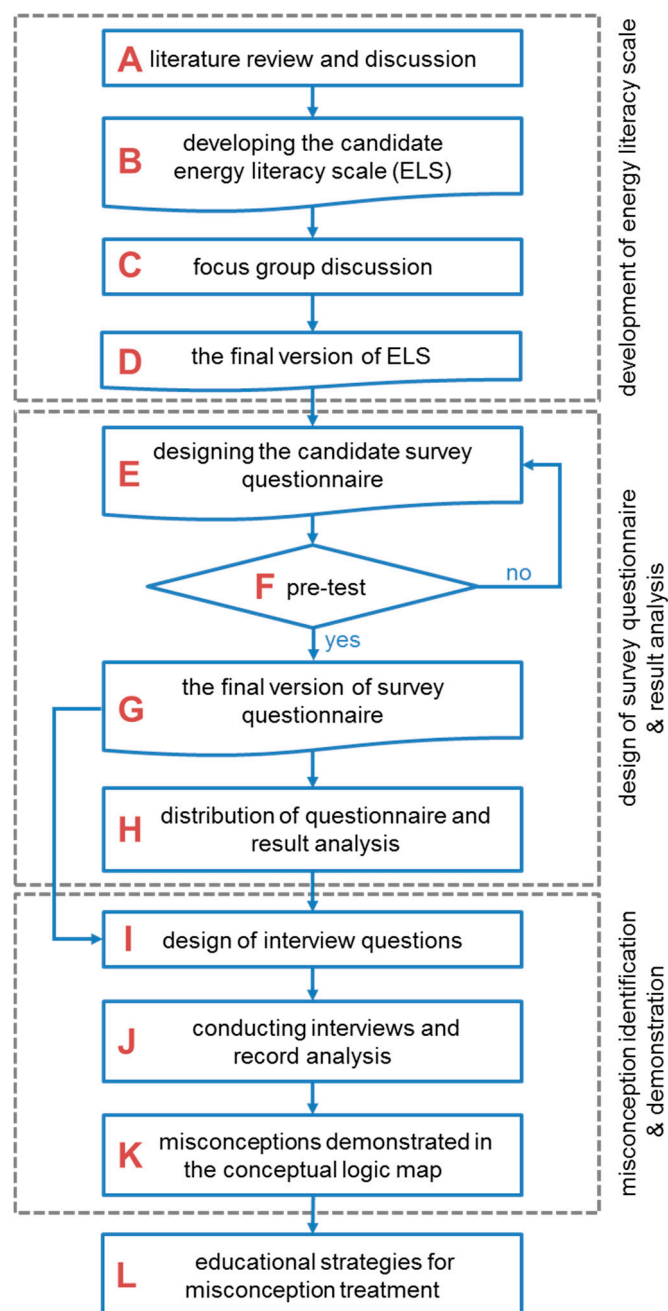 A literature review and discussion
B developing the candidate
energy literacy scale (ELS)
C focus group discussion
D the final version of ELS
development of energy literacy scale
E designing the candidate survey
questionnaire
F pre-test
no
yes
G the final version of survey
questionnaire
H distribution of questionnaire and
result analysis
design of survey questionnaire
& result analysis
I design of interview questions
J conducting interviews and
record analysis
K misconceptions demonstrated in
the conceptual logic map
misconception identification
& demonstration
L educational strategies for
misconception treatment